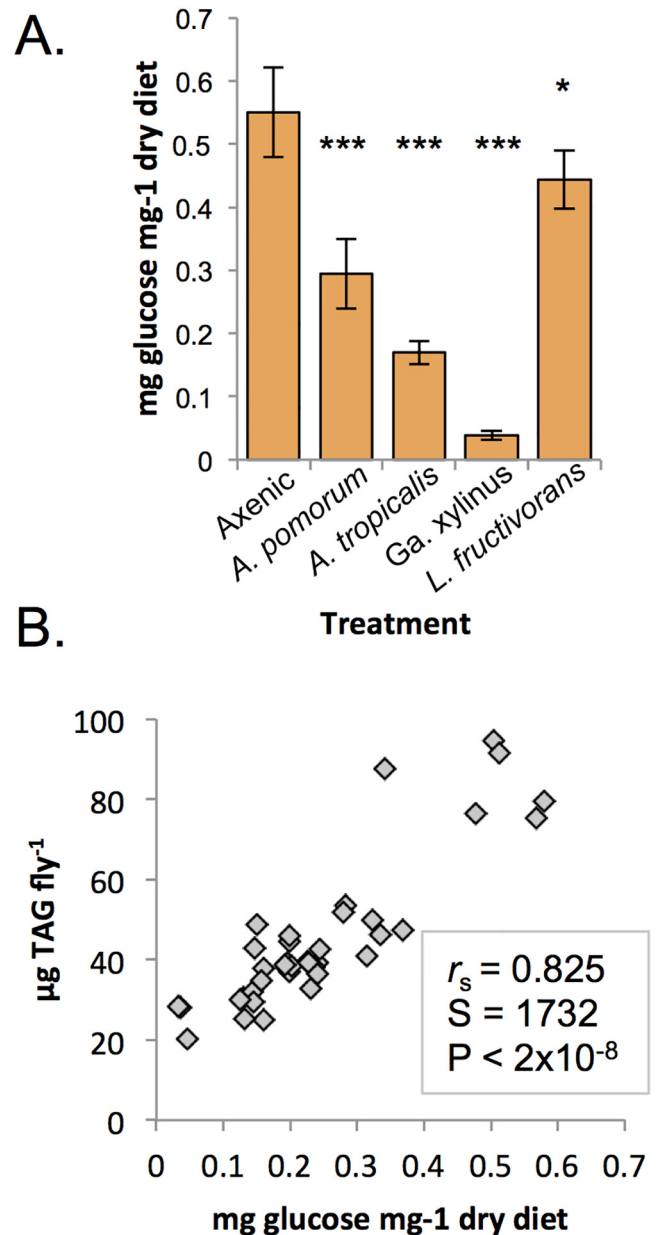 A.
mg glucose mg-1 dry diet
0.7
0.6
0.5
0.4
0.3
0.2
0.1
0
***
***
***
*
Axenic
A. pomorum
A. tropicalis
Ga. xylinus
L. fructivorans
Treatment
B.
µg TAG fly-1
100
80
60
40
20
0
rs = 0.825
S = 1732
P < 2x10-8
0 0.1 0.2 0.3 0.4 0.5 0.6 0.7
mg glucose mg-1 dry diet